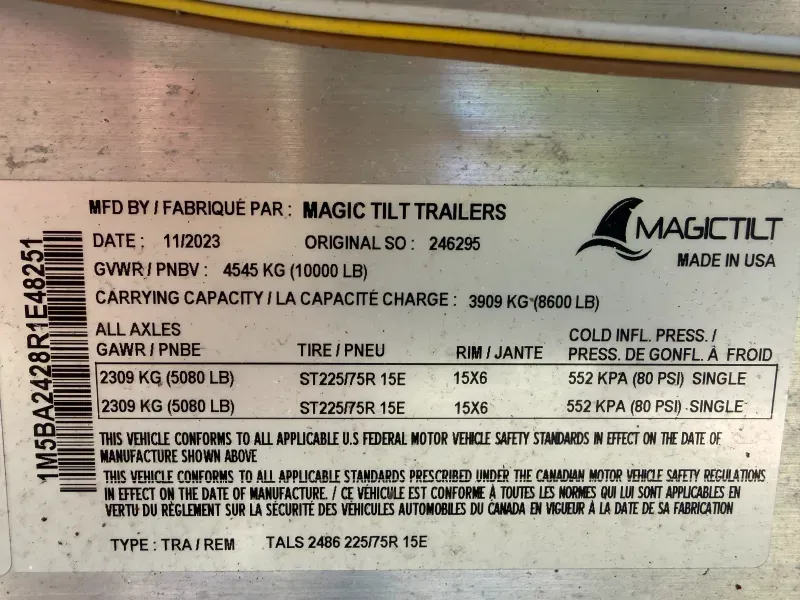 MFD BY / FABRIQUÉ PAR : MAGIC TILT TRAILERS
DATE : 11/2023 ORIGINAL SO : 246295
GVWR / PNBV : 4545 KG (10000 LB)
CARRYING CAPACITY / LA CAPACITÉ CHARGE : 3909 KG (8600 LB)
MAGICTILT
MADE IN USA
ALL AXLES
GAWR / PNBE TIRE / PNEU RIM / JANTE COLD INFL. PRESS. / PRESS. DE GONFL. À FROID
2309 KG (5080 LB) ST225/75R 15E 15X6 552 KPA (80 PSI) SINGLE
2309 KG (5080 LB) ST225/75R 15E 15X6 552 KPA (80 PSI) SINGLE
THIS VEHICLE CONFORMS TO ALL APPLICABLE U.S FEDERAL MOTOR VEHICLE SAFETY STANDARDS IN EFFECT ON THE DATE OF
MANUFACTURE SHOWN ABOVE
THIS VEHICLE CONFORMS TO ALL APPLICABLE STANDARDS PRESCRIBED UNDER THE CANADIAN MOTOR VEHICLE SAFETY REGULATIONS
IN EFFECT ON THE DATE OF MANUFACTURE. / CE VÉHICULE EST CONFORME À TOUTES LES NORMES QUI LUI SONT APPLICABLES EN
VERTU DU RÈGLEMENT SUR LA SÉCURITÉ DES VÉHICULES AUTOMOBILES DU CANADA EN VIGUEUR À LA DATE DE SA FABRICATION
TYPE : TRA / REM TALS 2486 225/75R 15E
1M5BA2428R1E48251